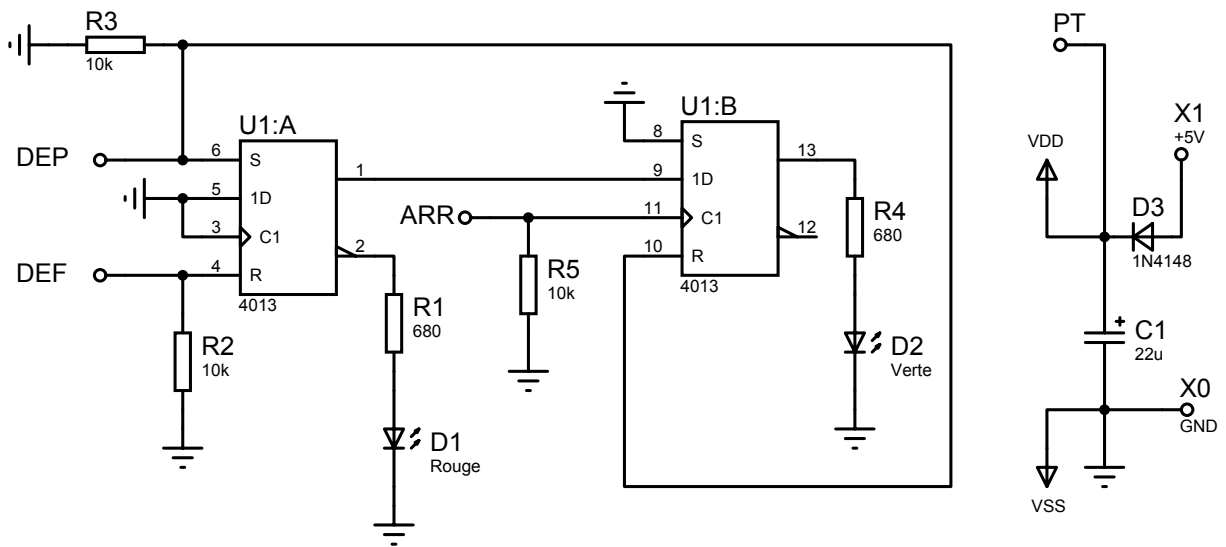 R3
10k
DEP
DEF
U1:A
6
S
5
1D
3
C1
4
R
1
2
4013
R2
10k
R1
680
D1
Rouge
ARR
R5
10k
U1:B
8
S
9
1D
11
C1
10
R
13
12
4013
R4
680
D2
Verte
PT
VDD
X1
+5V
D3
1N4148
+
C1
22u
X0
GND
VSS